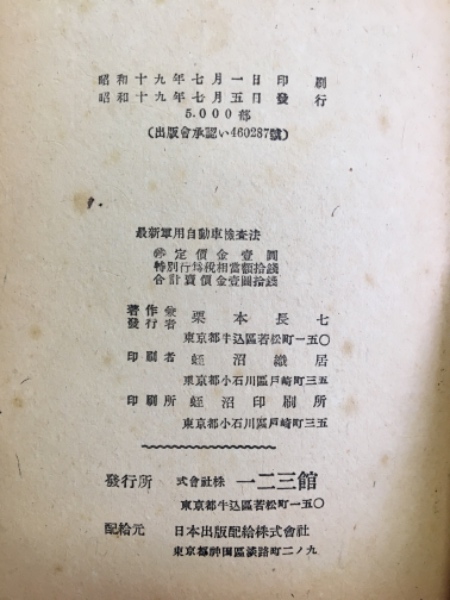 昭和十九年七月一日印刷
昭和十九年七月五日發行
5.000部
(出版會承認い460287號)
最新軍用自動車檢査法
㊕定價金壹圓
特別行爲税相當額拾錢
合計賣價金壹圓拾錢
著作兼發行者 栗本長七
東京都牛込區若松町一五〇
印刷者 蛭沼織居
東京都小石川區戸崎町三五
印刷所 蛭沼印刷所
東京都小石川區戸崎町三五
發行所 式會社株 一二三館
東京都牛込區若松町一五〇
配給元 日本出版配給株式會社
東京都神田區淡路町二ノ九